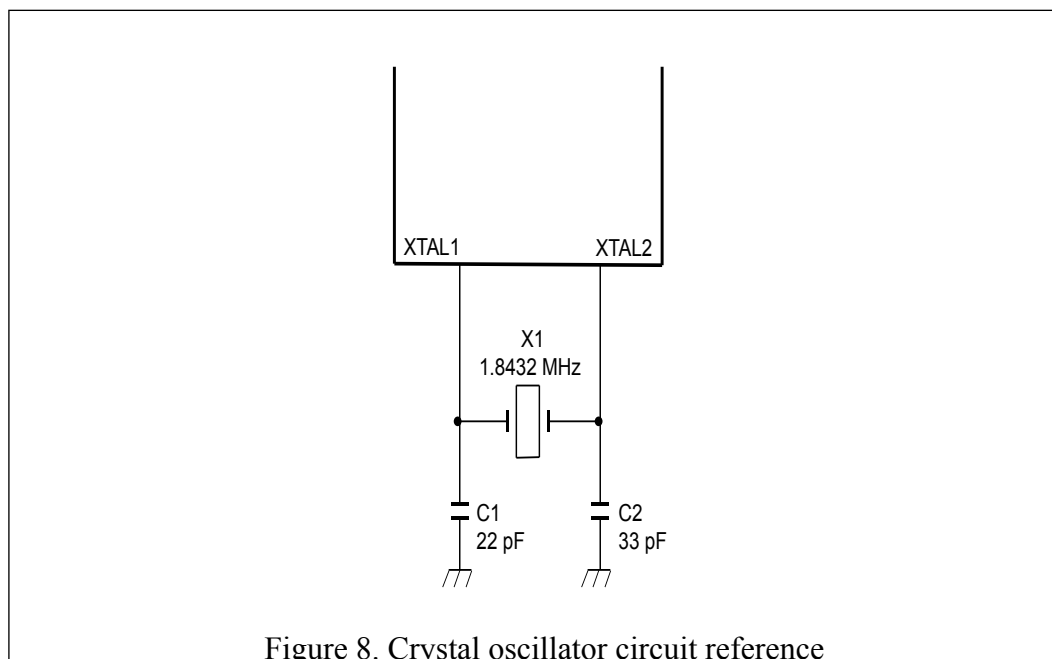 XTAL1 XTAL2
X1
1.8432 MHz
C1 C2
22 pF 33 pF
Figure 8. Crystal oscillator circuit reference